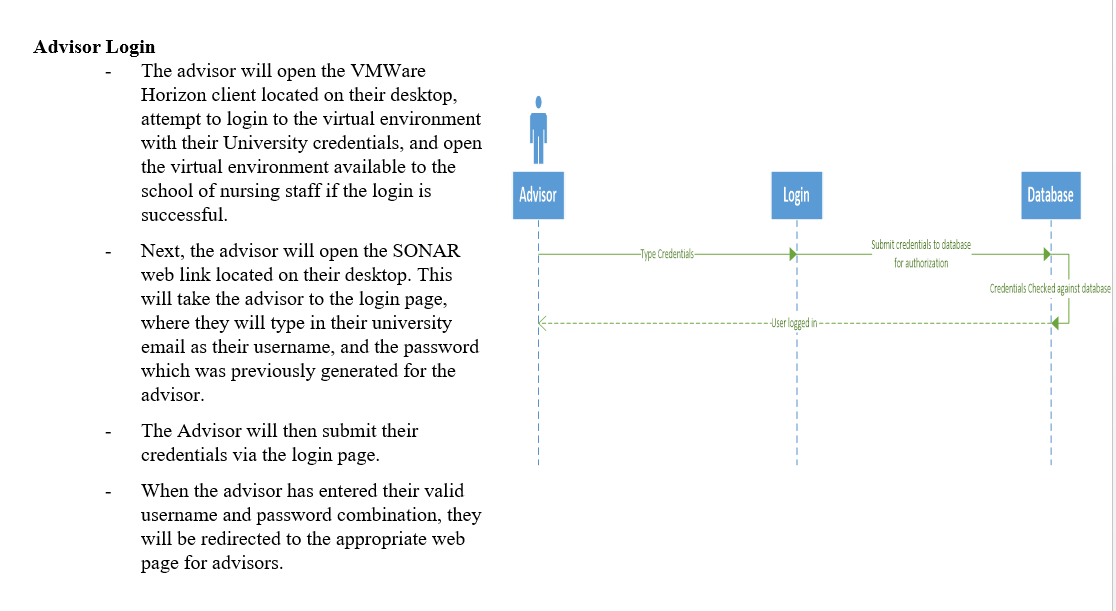 Advisor Login
- The advisor will open the VMWare
Horizon client located on their desktop,
attempt to login to the virtual environment
with their University credentials, and open
the virtual environment available to the
school of nursing staff if the login is
successful.
- Next, the advisor will open the SONAR
web link located on their desktop. This
will take the advisor to the login page,
where they will type in their university
email as their username, and the password
which was previously generated for the
advisor.
- The Advisor will then submit their
credentials via the login page.
- When the advisor has entered their valid
username and password combination, they
will be redirected to the appropriate web
page for advisors.
Advisor
Login
Database
Type Credentials
Submit credentials to database
for authorization
Credentials Checked against database
User logged in